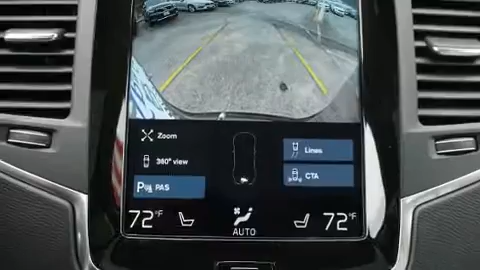 Zoom
Lines
360° view
CTA
PAS
72°F
72°F
AUTO